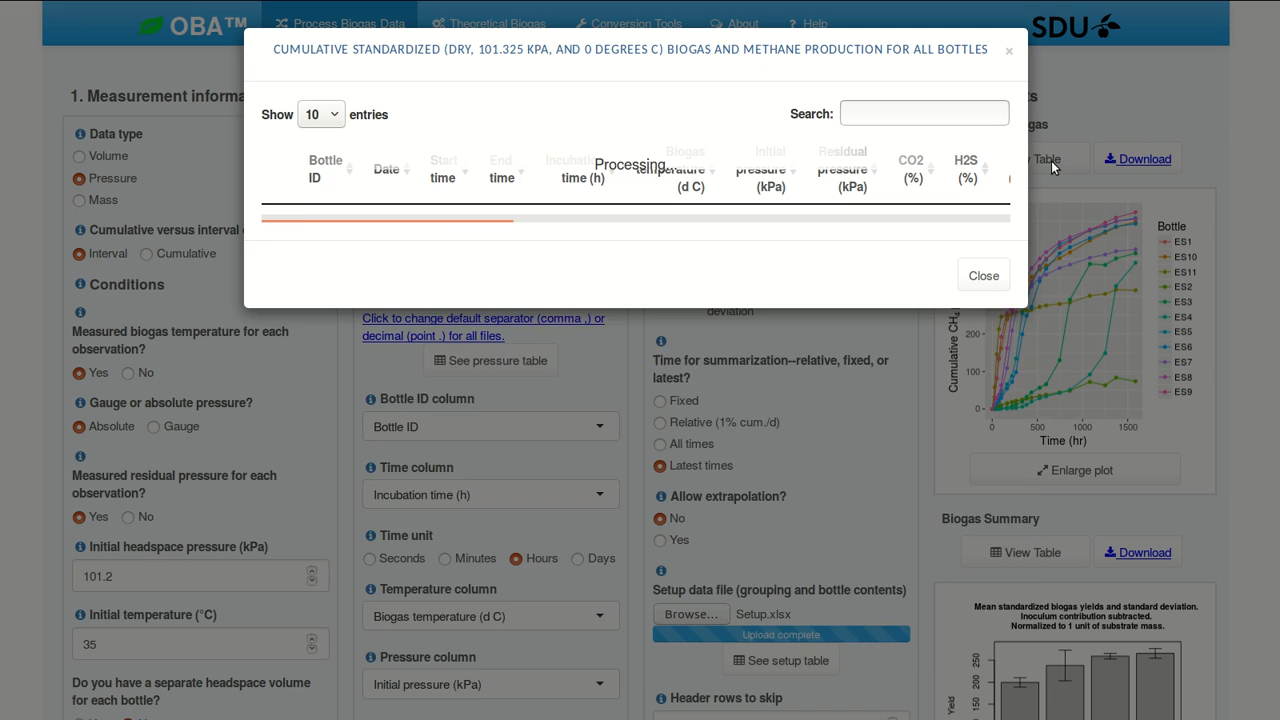 OBA™
Process Biogas Data
Theoretical Biogas
Conversion Tools
About
Help
SDU
CUMULATIVE STANDARDIZED (DRY, 101.325 KPA, AND 0 DEGREES C) BIOGAS AND METHANE PRODUCTION FOR ALL BOTTLES
×
Show 10 entries
Search:
Bottle ID
Date
Start time
End time
Incubation time (h)
Processing...
Biogas temperature (d C)
Initial pressure (kPa)
Residual pressure (kPa)
CO2 (%)
H2S (%)
Close
1. Measurement informa
Data type
Volume
Pressure
Mass
Cumulative versus interval
Interval
Cumulative
Conditions
Measured biogas temperature for each
observation?
Yes
No
Gauge or absolute pressure?
Absolute
Gauge
Measured residual pressure for each
observation?
Yes
No
Initial headspace pressure (kPa)
101.2
Initial temperature (°C)
35
Do you have a separate headspace volume
for each bottle?
Click to change default separator (comma ,) or
decimal (point .) for all files.
See pressure table
Bottle ID column
Bottle ID
Time column
Incubation time (h)
Time unit
Seconds
Minutes
Hours
Days
Temperature column
Biogas temperature (d C)
Pressure column
Initial pressure (kPa)
deviation
Time for summarization--relative, fixed, or
latest?
Fixed
Relative (1% cum./d)
All times
Latest times
Allow extrapolation?
No
Yes
Setup data file (grouping and bottle contents)
Browse...
Setup.xlsx
Upload complete
See setup table
Header rows to skip
ts
gas
w Table
Download
Cumulative CH
200
100
0
0
500
1000
1500
Time (hr)
Bottle
ES1
ES10
ES11
ES2
ES3
ES4
ES5
ES6
ES7
ES8
ES9
Enlarge plot
Biogas Summary
View Table
Download
Mean standardized biogas yields and standard deviation.
Inoculum contribution subtracted.
Normalized to 1 unit of substrate mass.
Yield
250
200
150